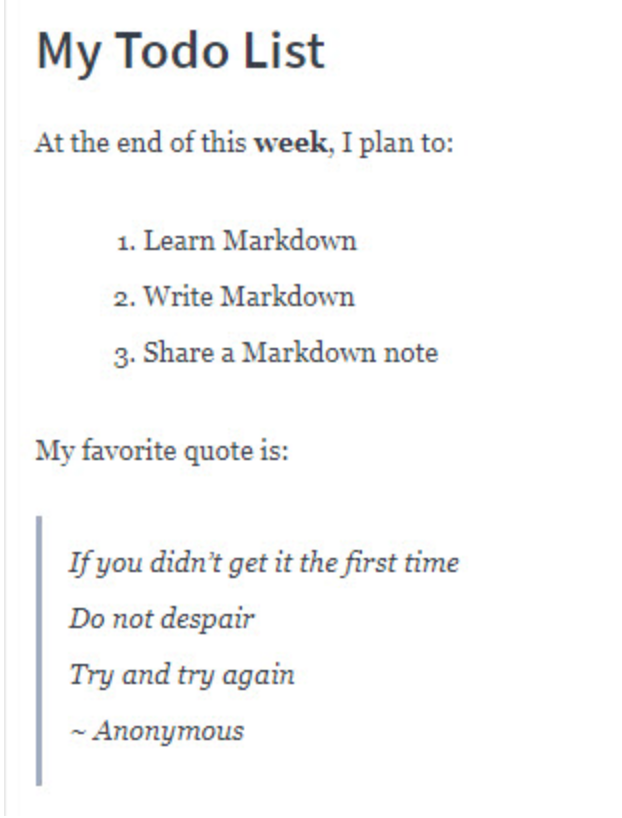 My Todo List
At the end of this week, I plan to:
1. Learn Markdown
2. Write Markdown
3. Share a Markdown note
My favorite quote is:
If you didn’t get it the first time
Do not despair
Try and try again
~ Anonymous